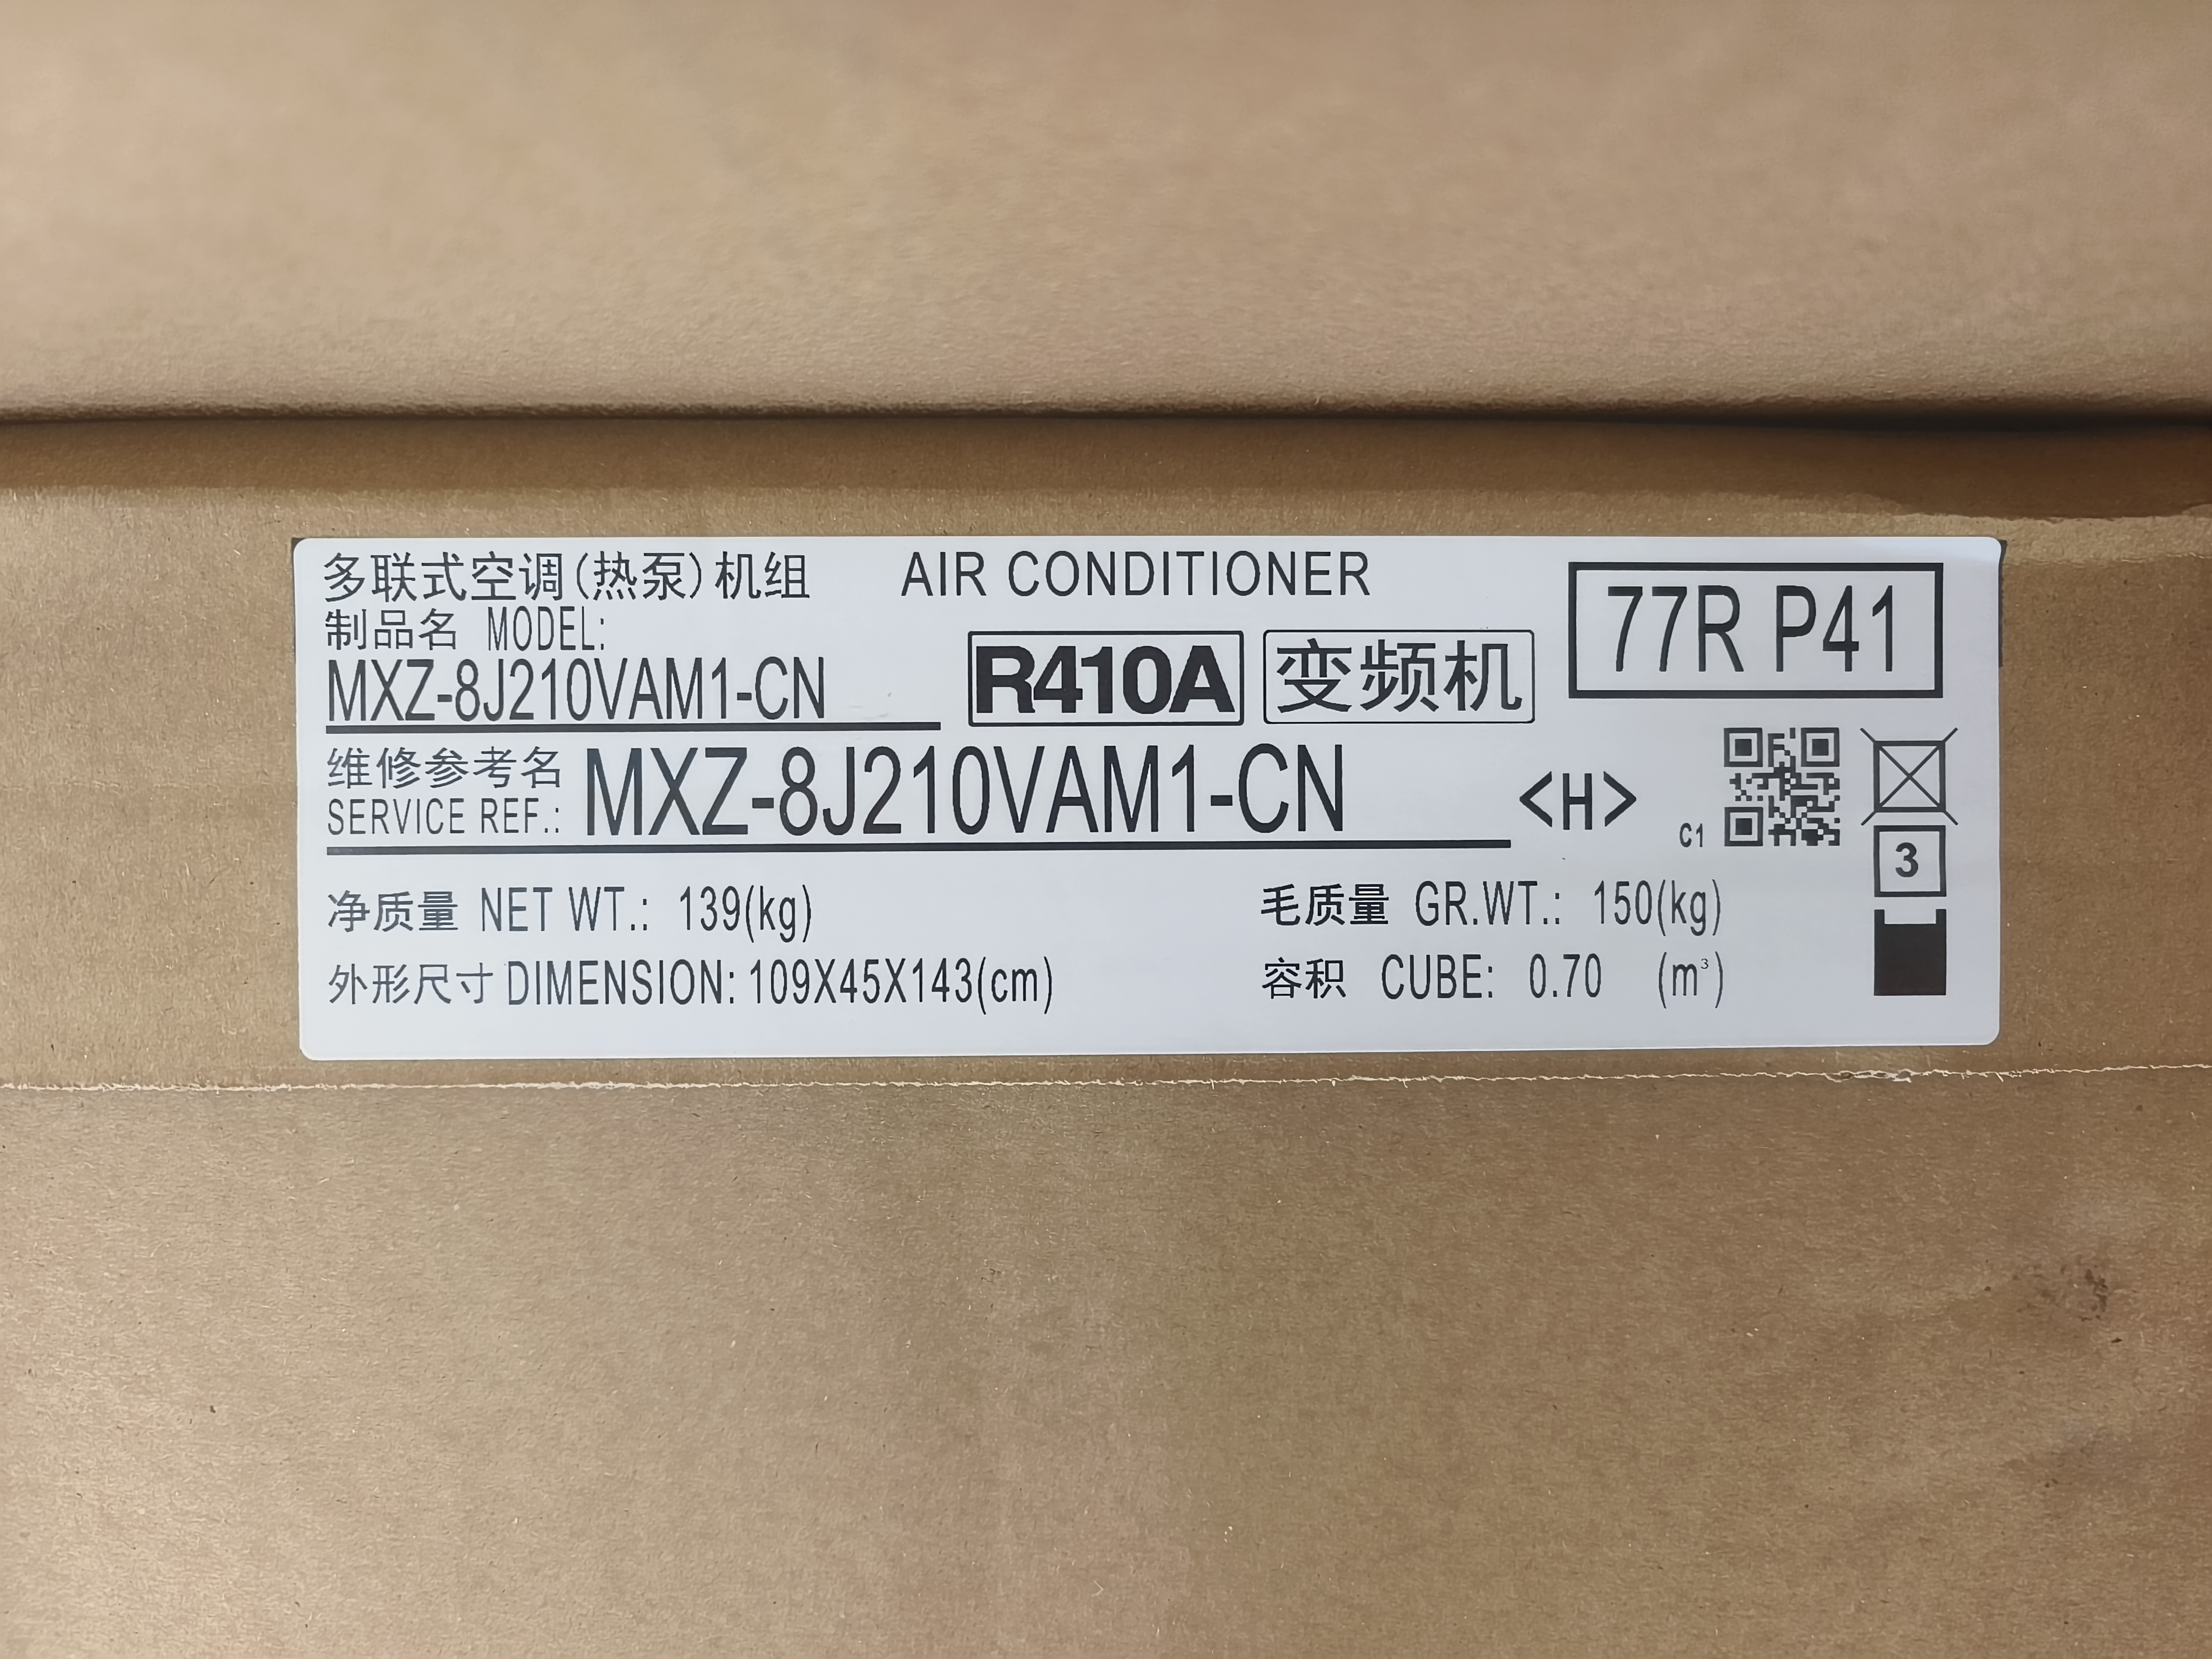 多联式空调(热泵)机组 AIR CONDITIONER
制品名 MODEL:
MXZ-8J210VAM1-CN
R410A
变频机
77R P41
维修参考名
SERVICE REF.:
MXZ-8J210VAM1-CN
<H>
C1
3
净质量 NET WT.: 139(kg)
毛质量 GR.WT.: 150(kg)
外形尺寸 DIMENSION: 109X45X143(cm)
容积 CUBE: 0.70 (m³)